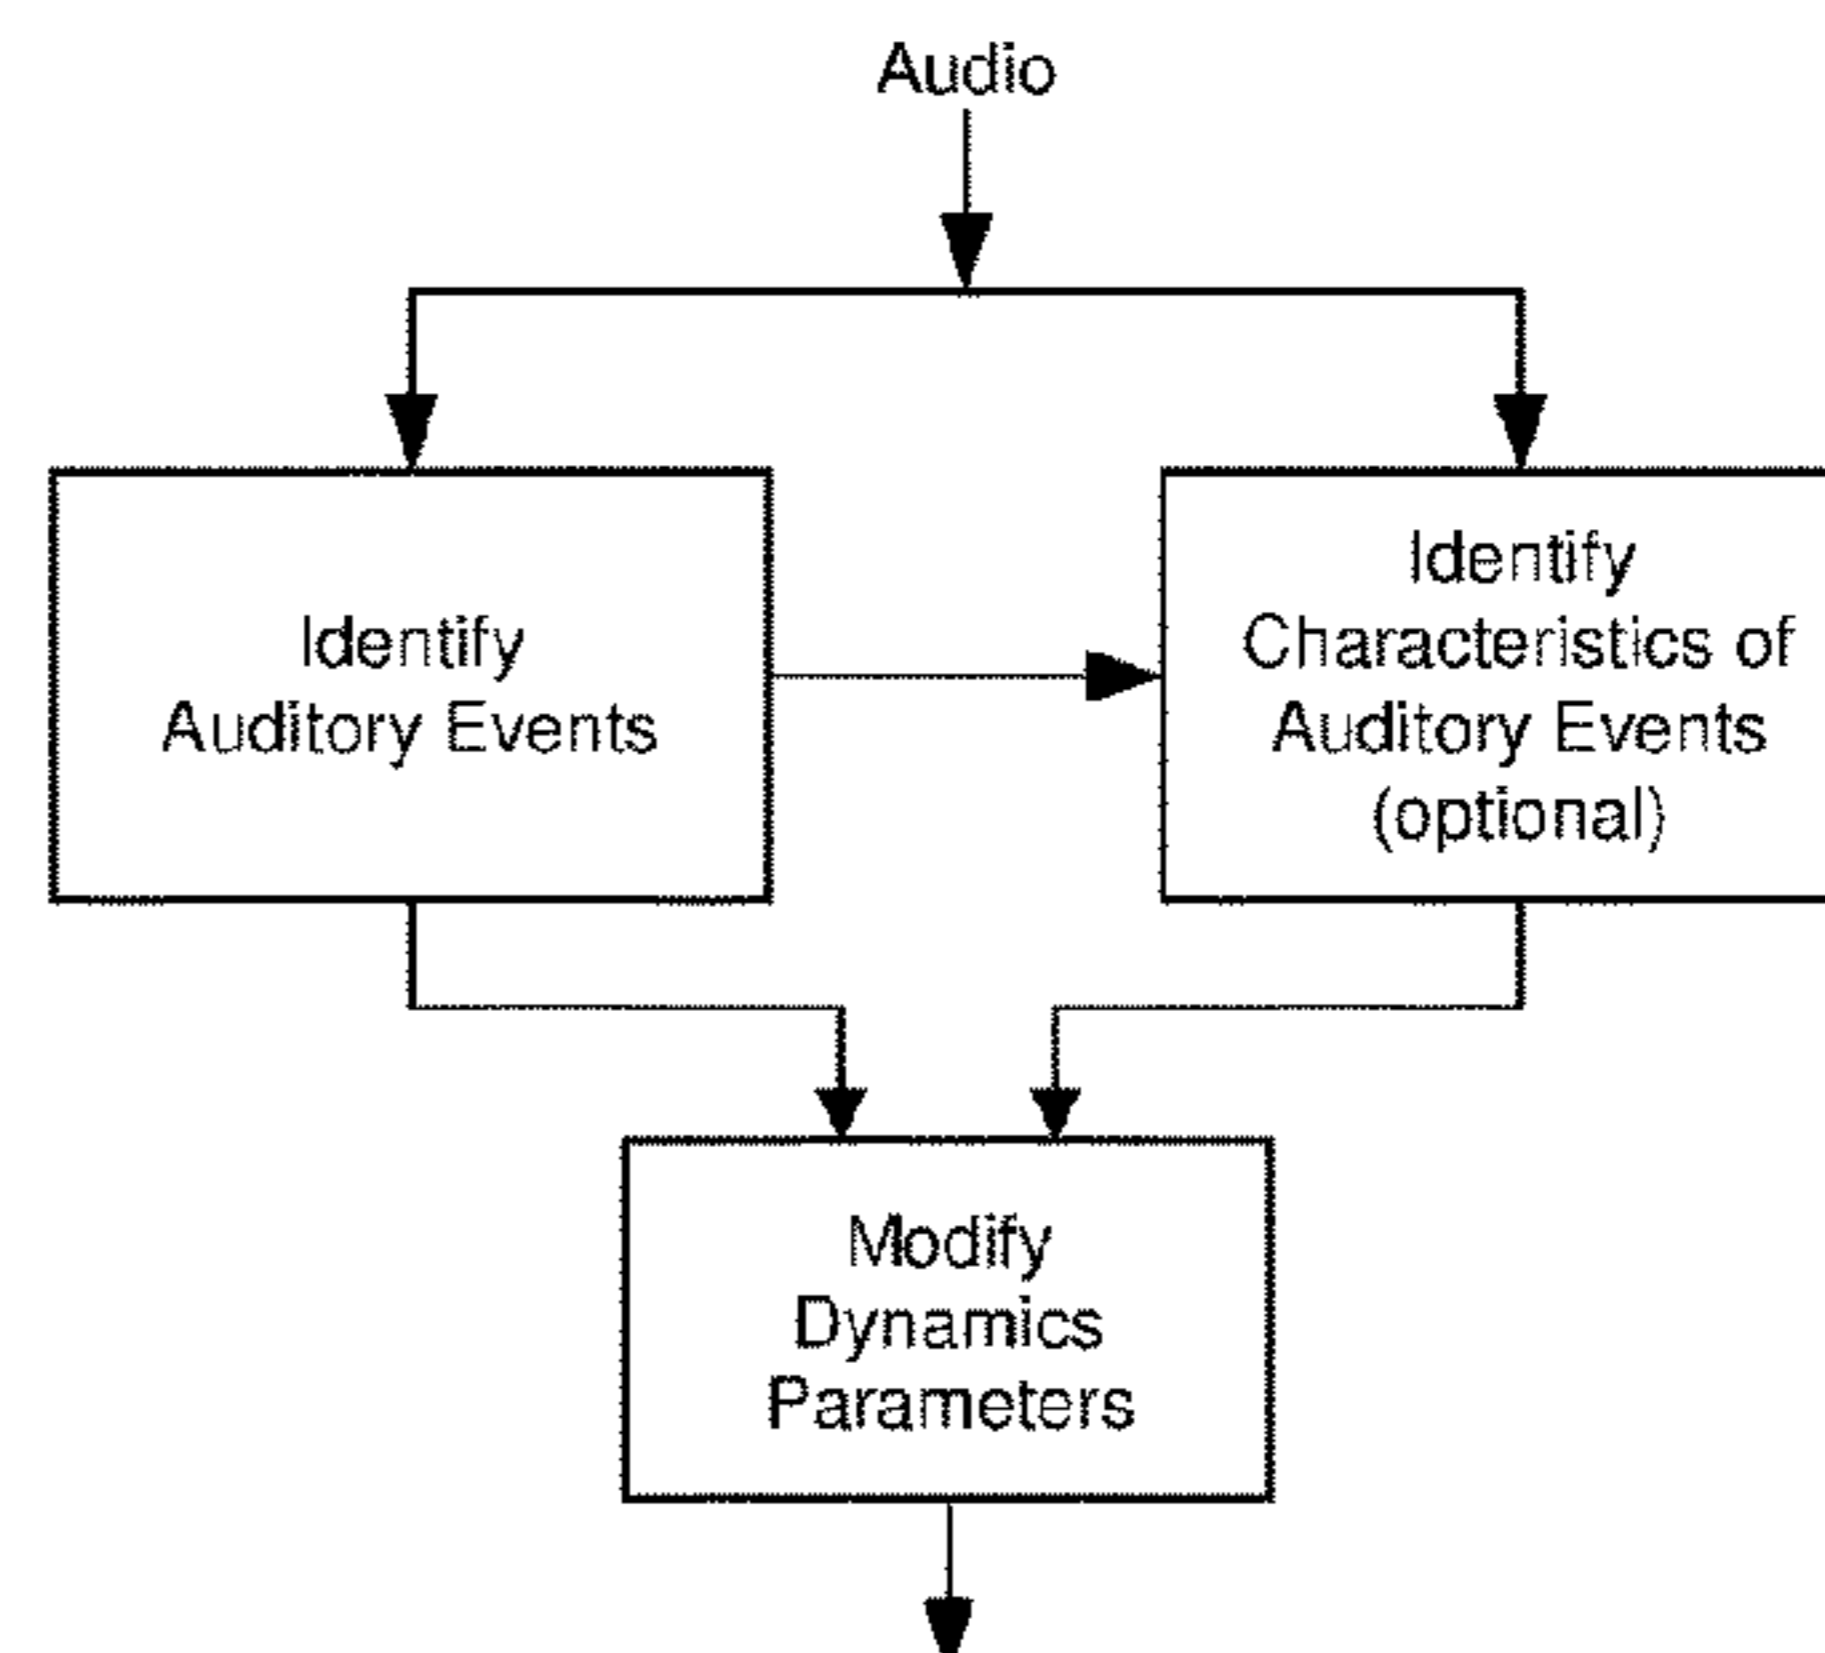 Audio
Identify
Auditory Events
Identify
Characteristics of
Auditory Events
(optional)
Modify
Dynamics
Parameters